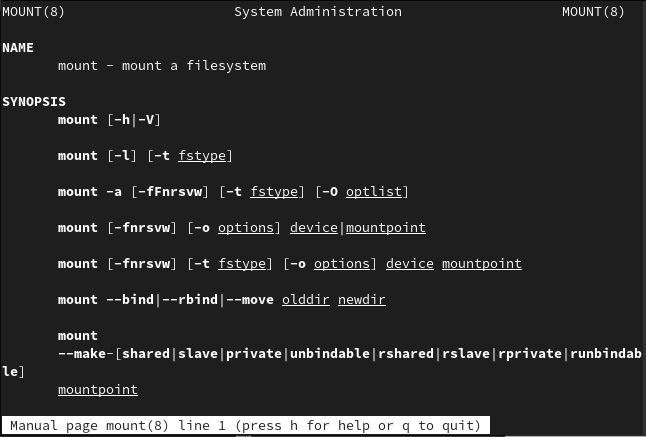 MOUNT(8) System Administration MOUNT(8)
NAME
mount - mount a filesystem
SYNOPSIS
mount [-h|-V]
mount [-l] [-t fstype]
mount -a [-fFnrsvw] [-t fstype] [-O optlist]
mount [-fnrsvw] [-o options] device|mountpoint
mount [-fnrsvw] [-t fstype] [-o options] device mountpoint
mount --bind|--rbind|--move olddir newdir
mount
--make-[shared|slave|private|unbindable|rshared|rslave|rprivate|runbindab
le]
mountpoint
Manual page mount(8) line 1 (press h for help or q to quit)